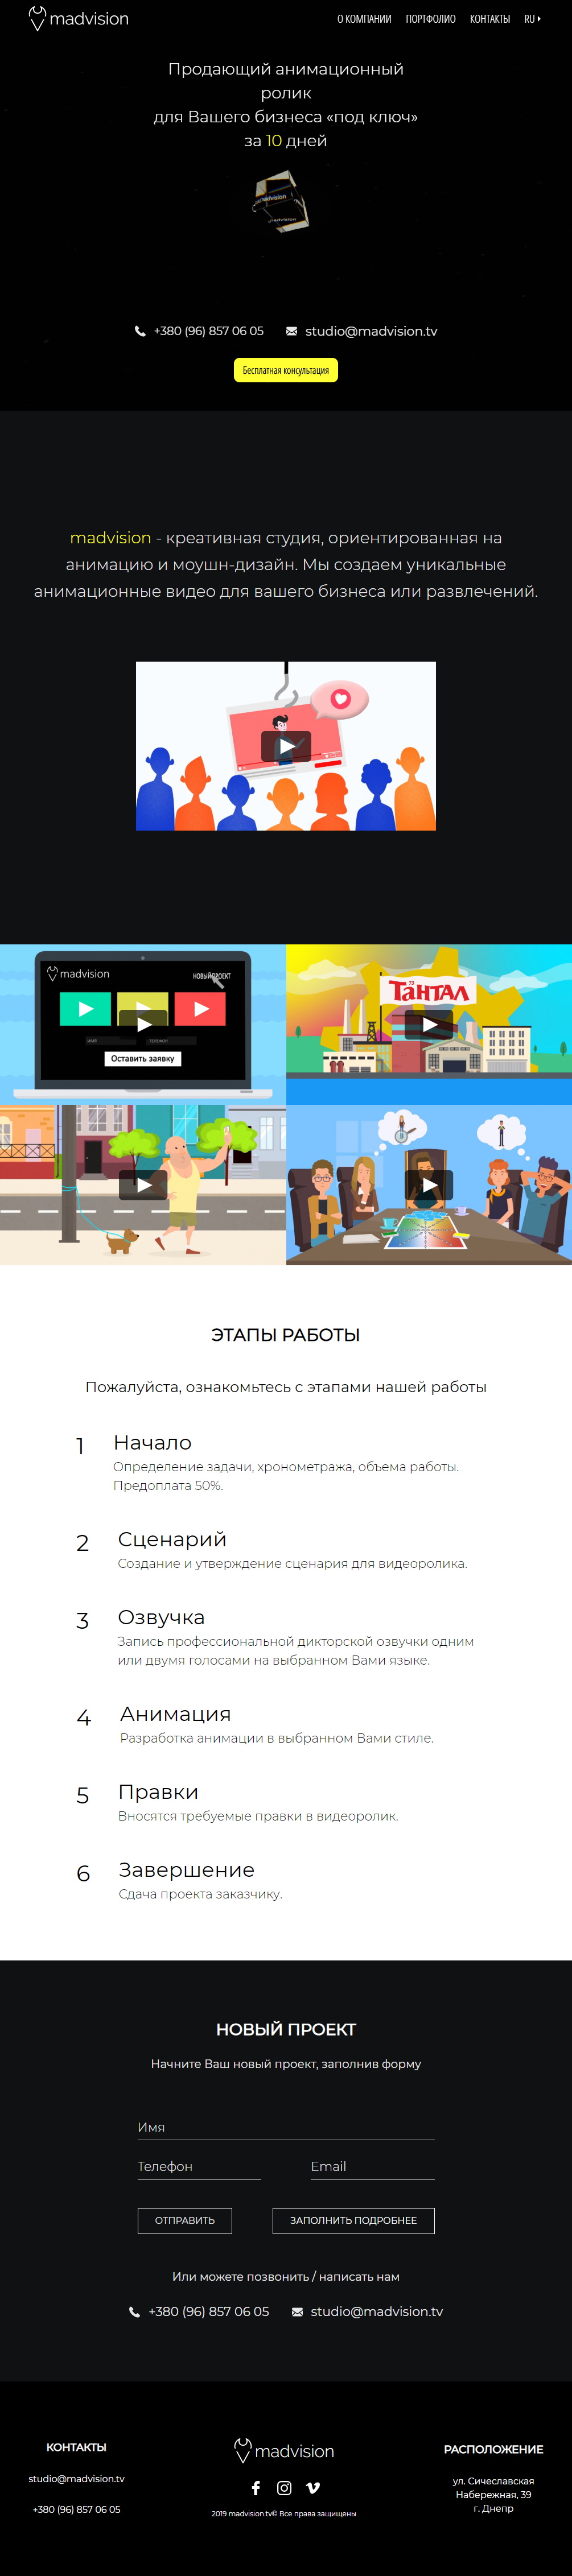 madvision
О КОМПАНИИ ПОРТФОЛИО КОНТАКТЫ RU
Продающий анимационный
ролик
для Вашего бизнеса «под ключ»
за 10 дней
madvision
madvision
+380 (96) 857 06 05 studio@madvision.tv
Бесплатная консультация
madvision - креативная студия, ориентированная на
анимацию и моушн-дизайн. Мы создаем уникальные
анимационные видео для вашего бизнеса или развлечений.
madvision НОВЫЙ ПРОЕКТ
ИМЯ ТЕЛЕФОН
Оставить заявку
ТАНТАЛ
ЭТАПЫ РАБОТЫ
Пожалуйста, ознакомьтесь с этапами нашей работы
1 Начало
Определение задачи, хронометража, объема работы.
Предоплата 50%.
2 Сценарий
Создание и утверждение сценария для видеоролика.
3 Озвучка
Запись профессиональной дикторской озвучки одним
или двумя голосами на выбранном Вами языке.
4 Анимация
Разработка анимации в выбранном Вами стиле.
5 Правки
Вносятся требуемые правки в видеоролик.
6 Завершение
Сдача проекта заказчику.
НОВЫЙ ПРОЕКТ
Начните Ваш новый проект, заполнив форму
Имя
Телефон Email
ОТПРАВИТЬ ЗАПОЛНИТЬ ПОДРОБНЕЕ
Или можете позвонить / написать нам
+380 (96) 857 06 05 studio@madvision.tv
КОНТАКТЫ
studio@madvision.tv
+380 (96) 857 06 05
madvision
2019 madvision.tv© Все права защищены
РАСПОЛОЖЕНИЕ
ул. Сичеславская
Набережная, 39
г. Днепр